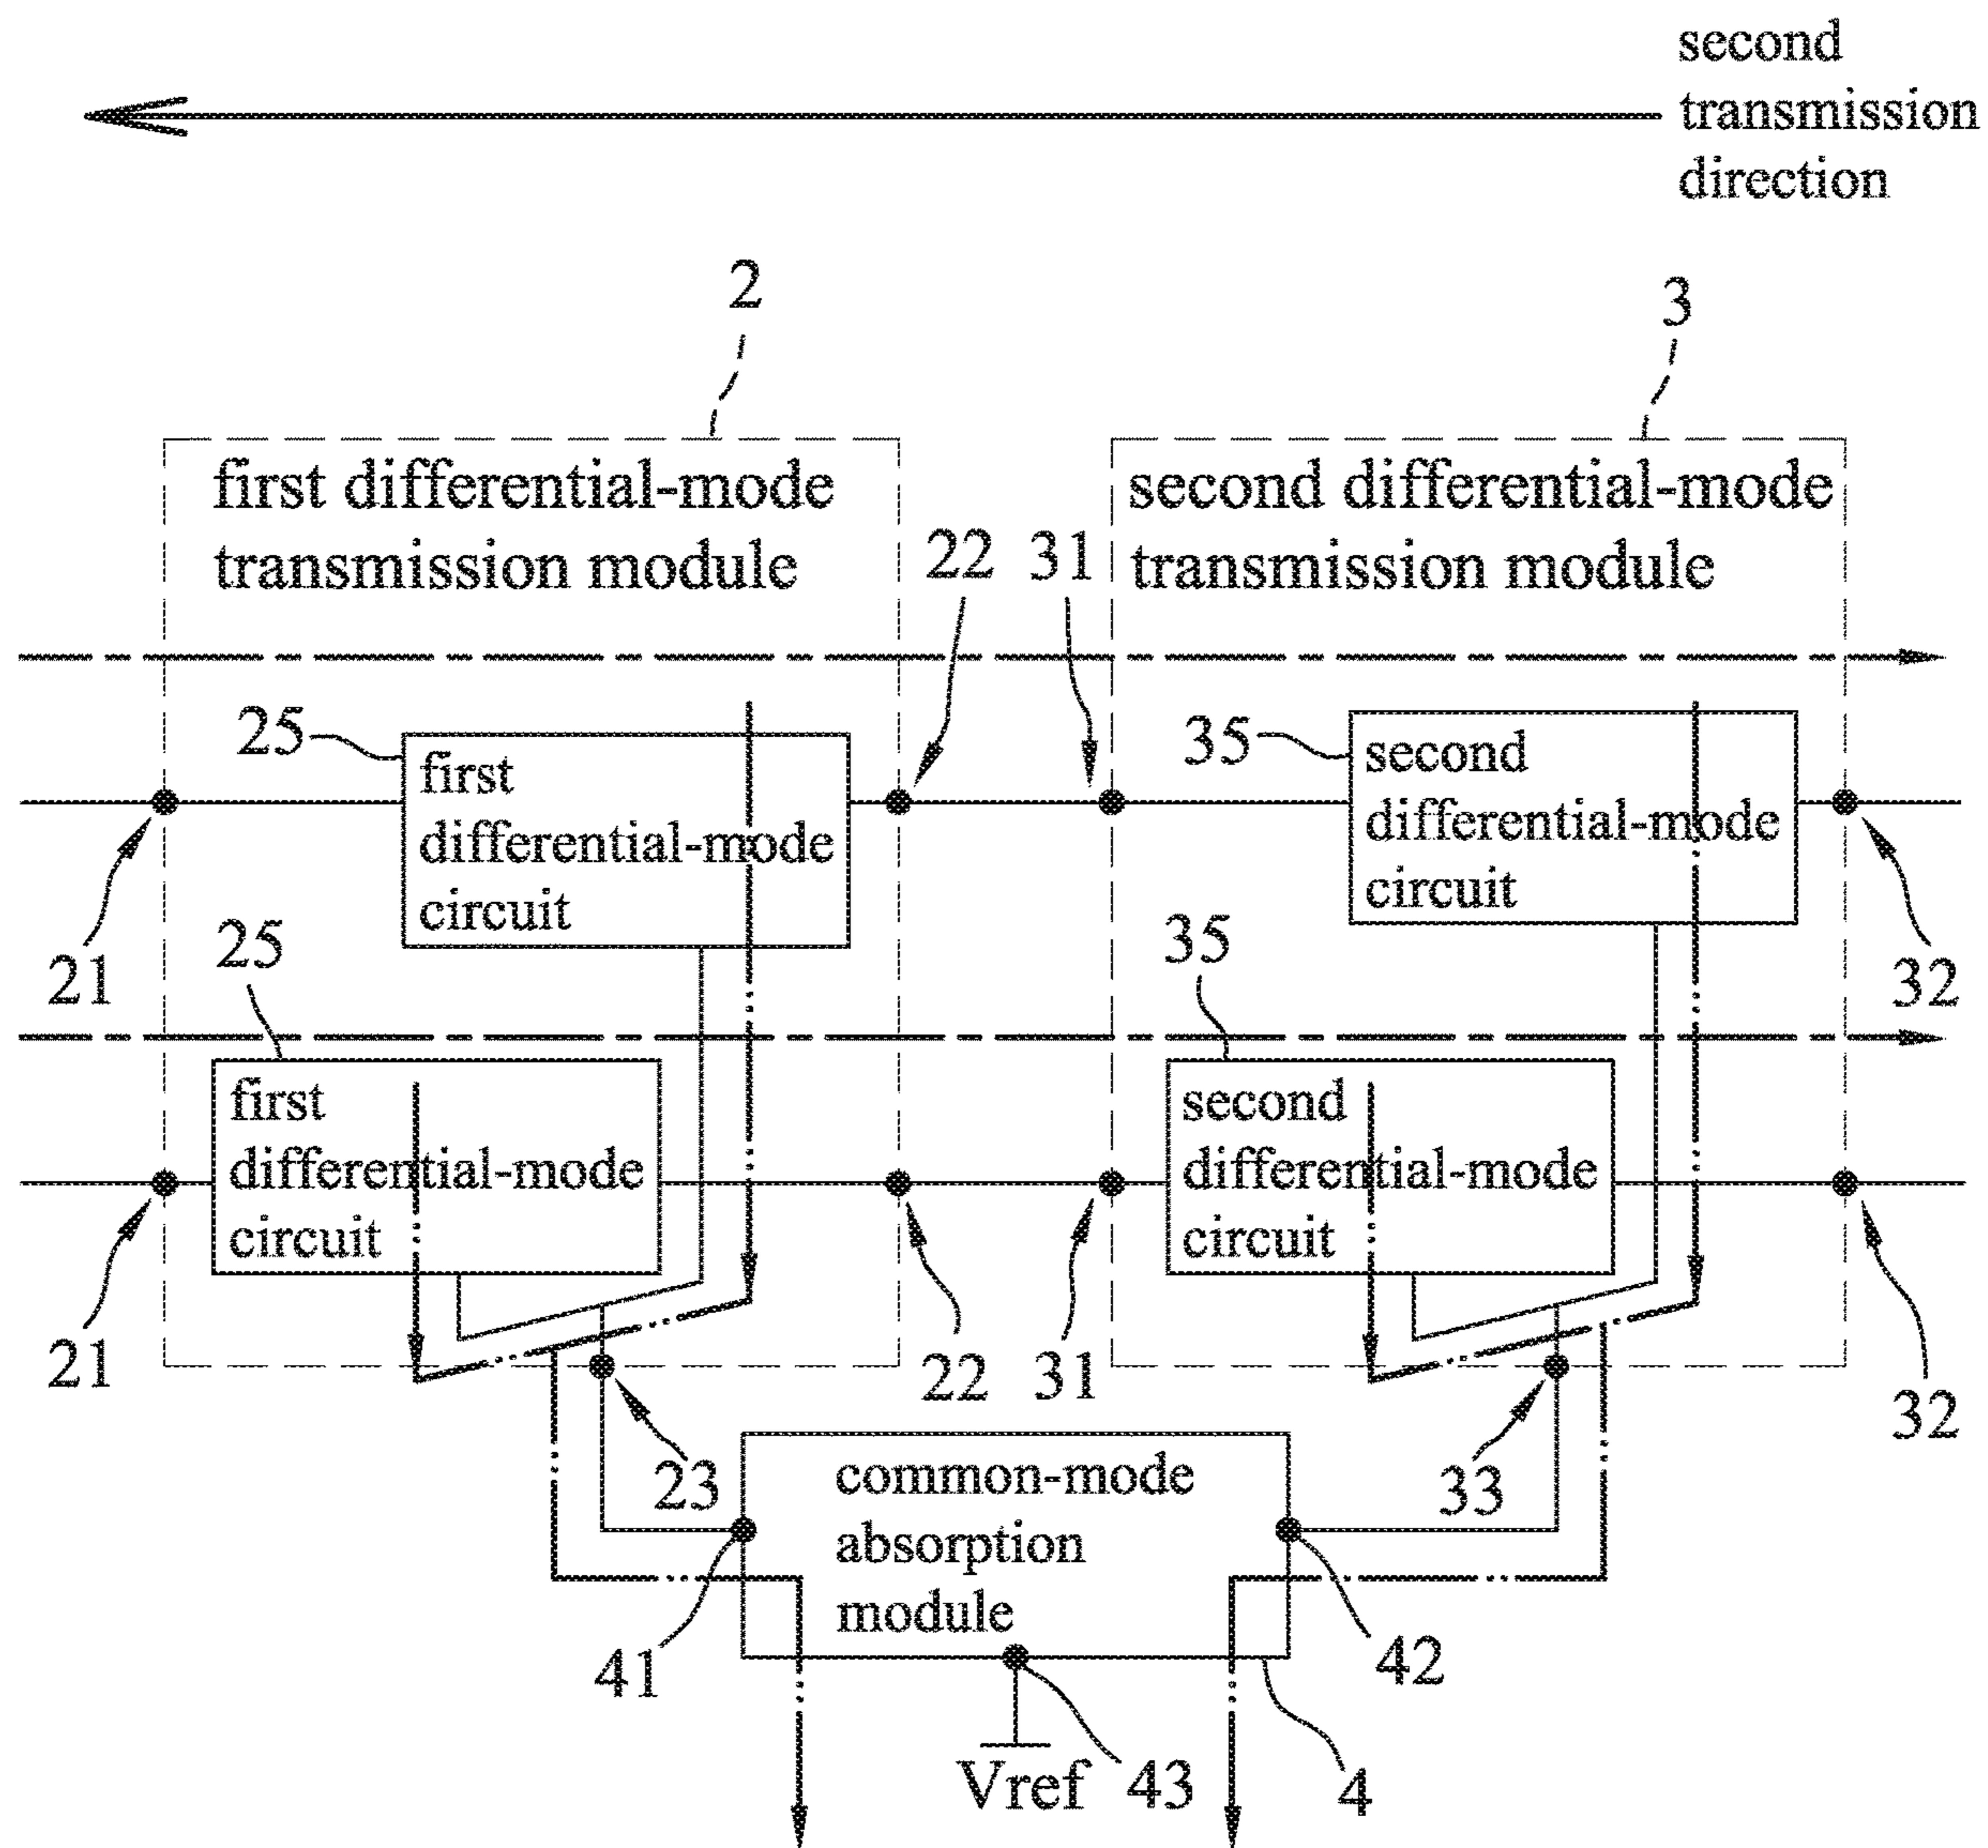 second
transmission
direction
2
3
first differential-mode
transmission module
second differential-mode
transmission module
22
31
25
first
differential-mode
circuit
35
second
differential-mode
circuit
21
32
25
first
differential-mode
circuit
35
second
differential-mode
circuit
21
22
31
32
23
33
common-mode
absorption
module
41
42
Vref
43
4